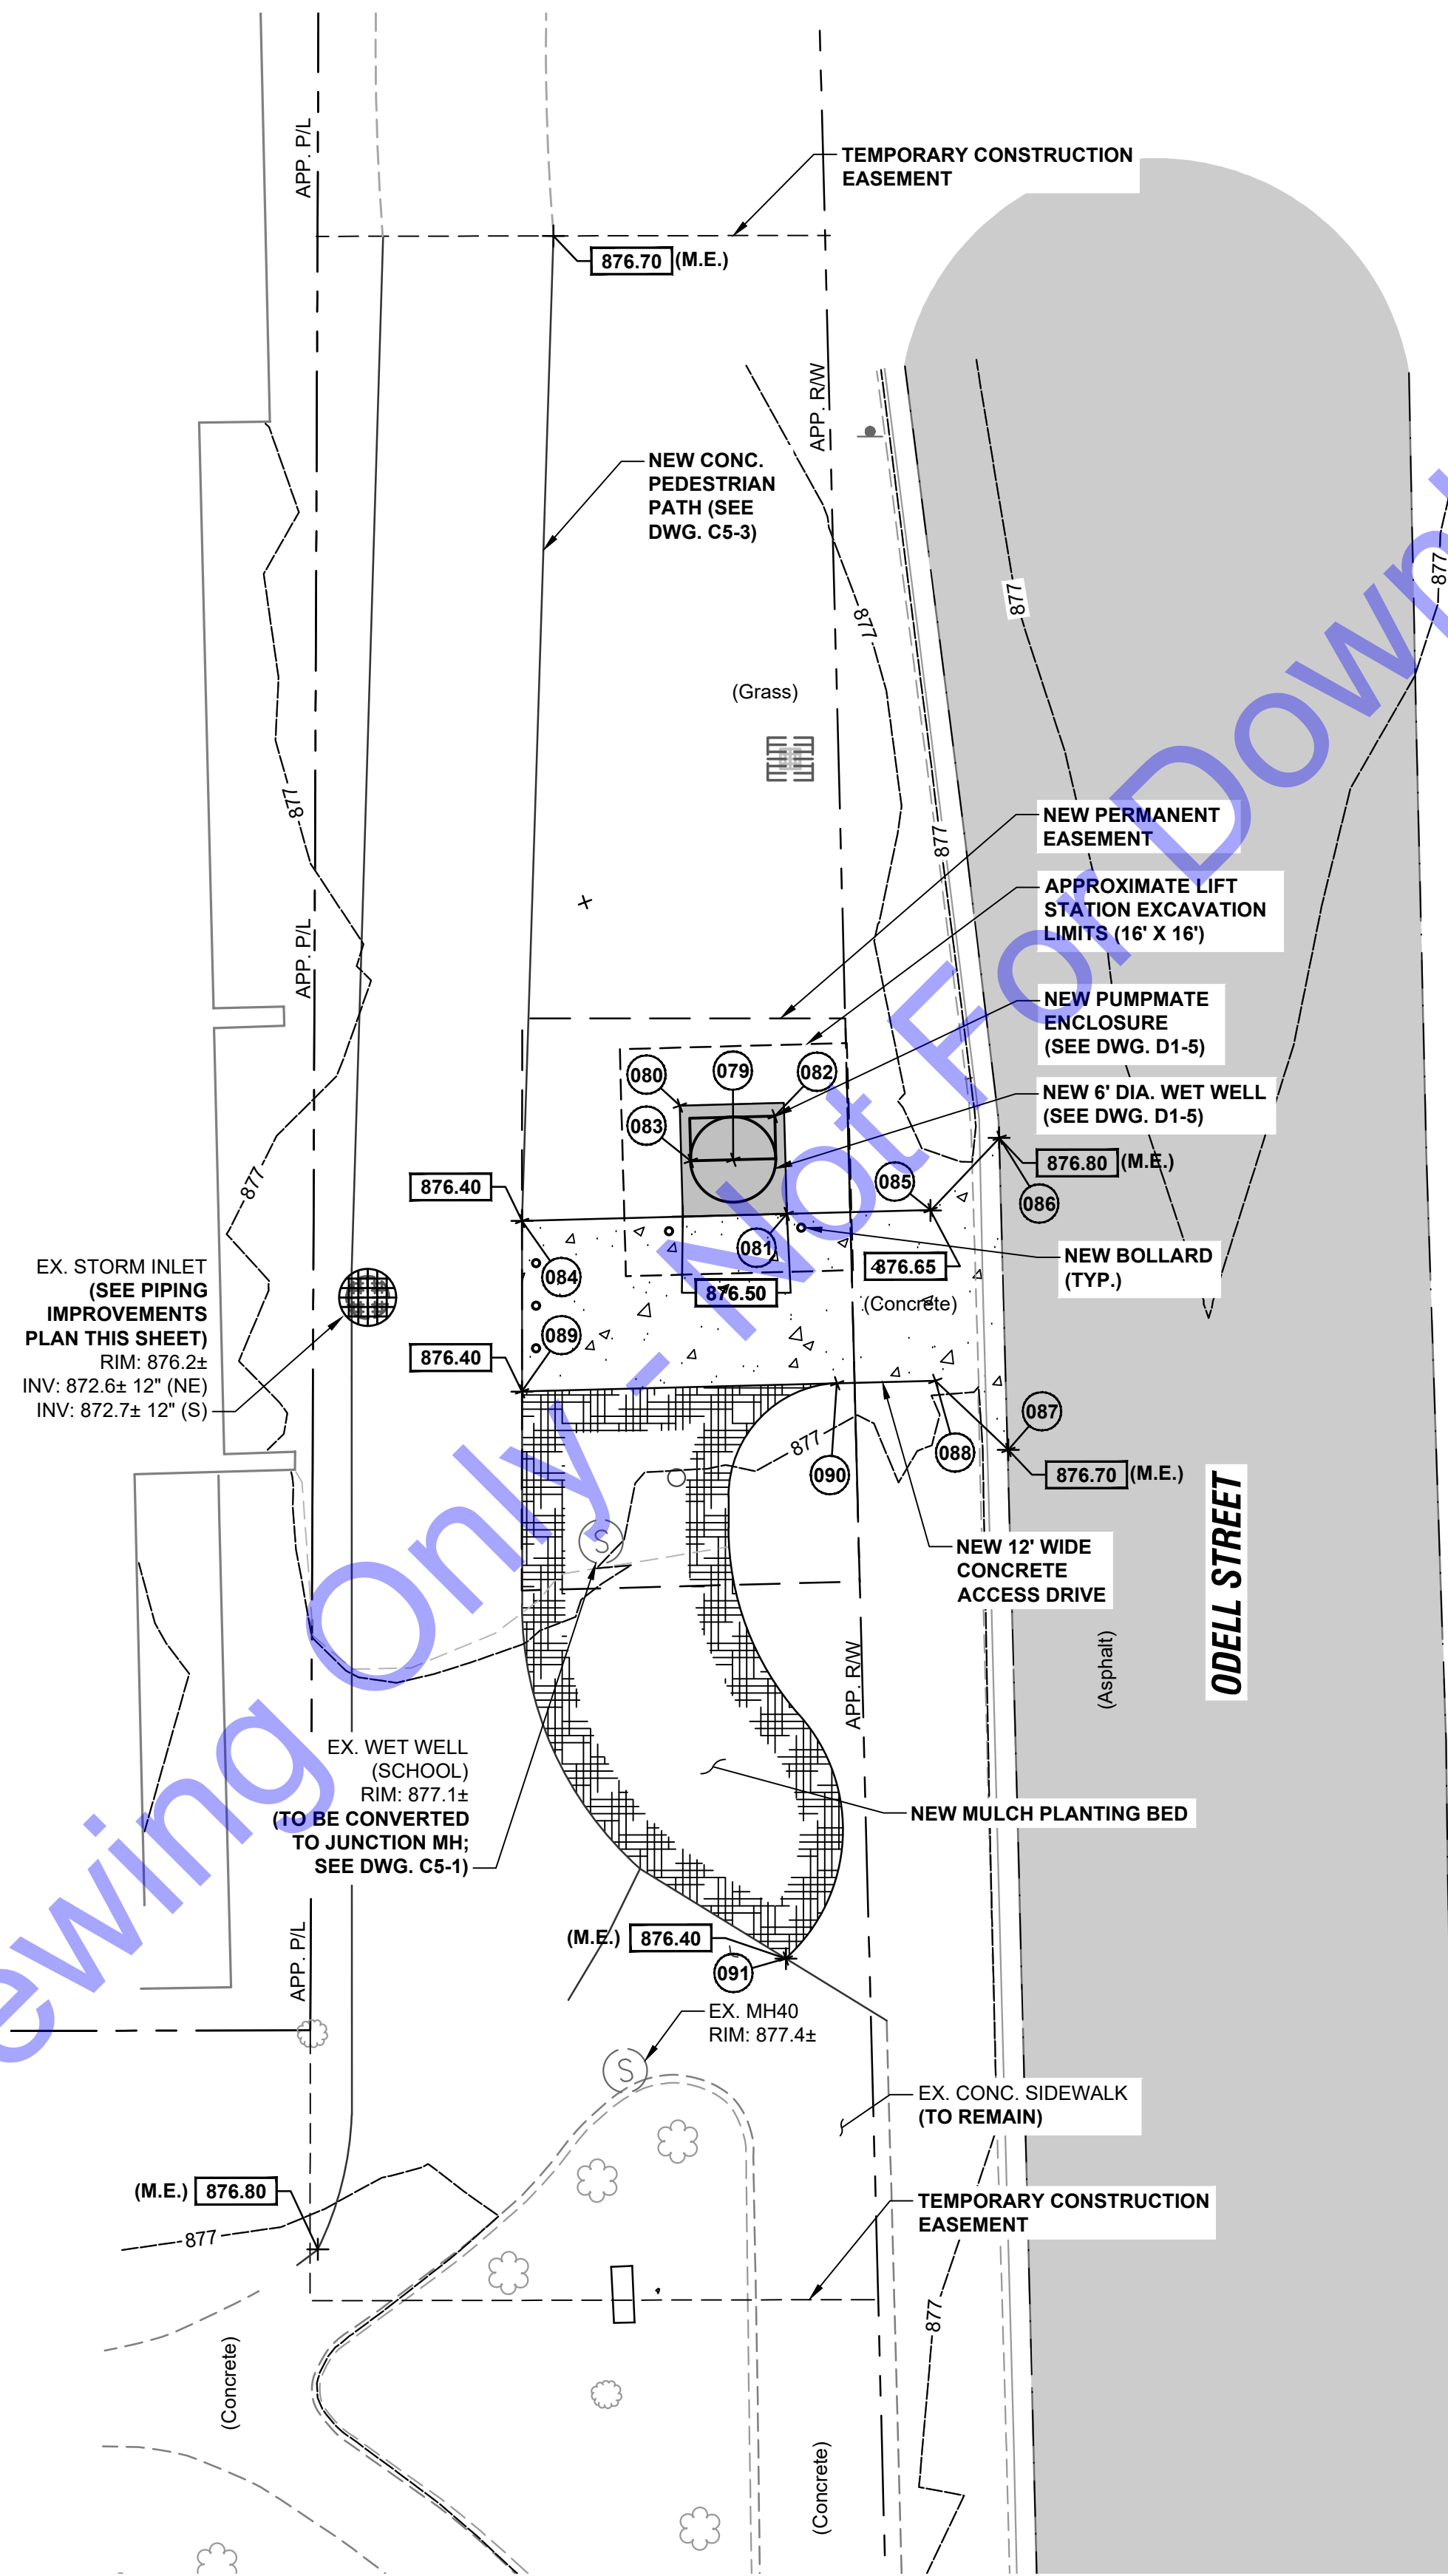 APP. P/L
TEMPORARY CONSTRUCTION
EASEMENT
876.70 (M.E.)
APP. R/W
NEW CONC.
PEDESTRIAN
PATH (SEE
DWG. C5-3)
877
877
877
(Grass)
877
877
NEW PERMANENT
EASEMENT
APPROXIMATE LIFT
STATION EXCAVATION
LIMITS (16' X 16')
APP. P/L
NEW PUMPMATE
ENCLOSURE
(SEE DWG. D1-5)
080
079
082
083
NEW 6' DIA. WET WELL
(SEE DWG. D1-5)
876.80 (M.E.)
086
085
876.40
877
081
084
NEW BOLLARD
(TYP.)
876.65
876.50
(Concrete)
EX. STORM INLET
(SEE PIPING
IMPROVEMENTS
PLAN THIS SHEET)
RIM: 876.2±
INV: 872.6± 12" (NE)
INV: 872.7± 12" (S)
089
876.40
087
877
088
090
876.70 (M.E.)
S
NEW 12' WIDE
CONCRETE
ACCESS DRIVE
ODELL STREET
(Asphalt)
APP. R/W
EX. WET WELL
(SCHOOL)
RIM: 877.1±
(TO BE CONVERTED
TO JUNCTION MH;
SEE DWG. C5-1)
NEW MULCH PLANTING BED
(M.E.) 876.40
091
APP. P/L
EX. MH40
RIM: 877.4±
S
EX. CONC. SIDEWALK
(TO REMAIN)
(M.E.) 876.80
877
TEMPORARY CONSTRUCTION
EASEMENT
877
(Concrete)
(Concrete)
ewing Only - Not For Down